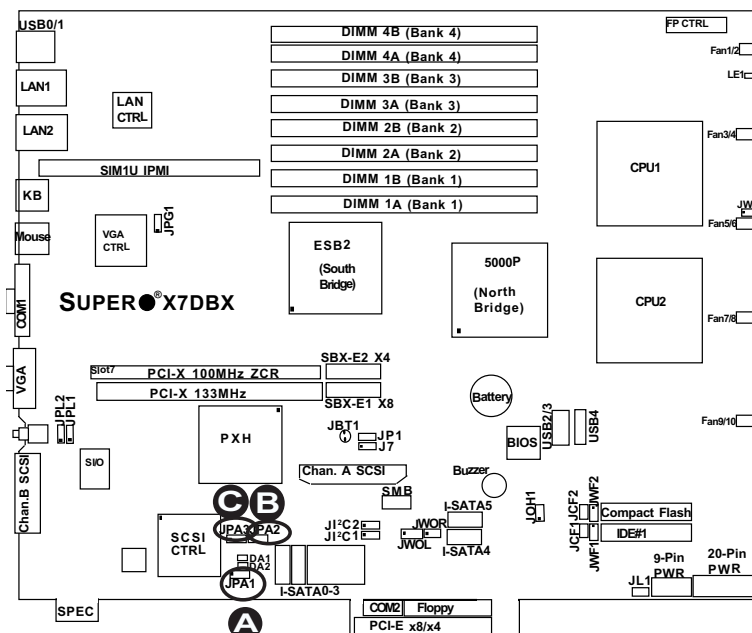 USB0/1
DIMM 4B (Bank 4)
FP CTRL
DIMM 4A (Bank 4)
Fan1/2
DIMM 3B (Bank 3)
LE1
LAN1
LAN
CTRL
DIMM 3A (Bank 3)
LAN2
DIMM 2B (Bank 2)
Fan3/4
DIMM 2A (Bank 2)
CPU1
SIM1U IPMI
DIMM 1B (Bank 1)
KB
DIMM 1A (Bank 1)
JW
JPG1
Fan5/6
Mouse
VGA
CTRL
ESB2
(South
Bridge)
5000P
(North
Bridge)
CPU2
COM1
SUPER®X7DBX
Fan7/8
SBX-E2 X4
Slot7
PCI-X 100MHz ZCR
VGA
PCI-X 133MHz
SBX-E1 X8
Battery
JPL2
JPL1
JBT1
JP1
J7
PXH
BIOS
USB2/3
USB4
Fan9/10
SI/O
Chan. A SCSI
Buzzer
Chan.B SCSI
SMB
I-SATA5
JOH1
JCF2
JWF2
Compact Flash
C
B
JPA3
JPA2
JI²C2
JI²C1
JWOR
JWOL
I-SATA4
JCF1
JWF1
IDE#1
SCSI
CTRL
DA1
DA2
JPA1
I-SATA0-3
9-Pin
PWR
20-Pin
PWR
JL1
SPEC
COM2
Floppy
A
PCI-E x8/x4